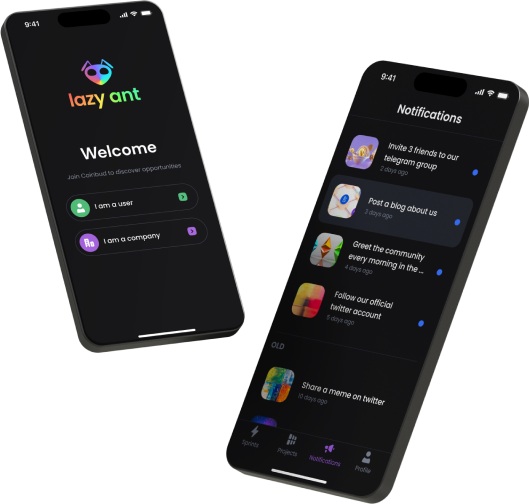 9:41
lazy ant
Welcome
Join Coinbud to discover opportunities
I am a user
I am a company
9:41
Notifications
Invite 3 friends to our
telegram group
2 days ago
Post a blog about us
3 days ago
Greet the community
every morning in the ...
4 days ago
Follow our official
twitter account
5 days ago
OLD
Share a meme on twitter
10 days ago
Sprints
Projects
Notifications
Profile